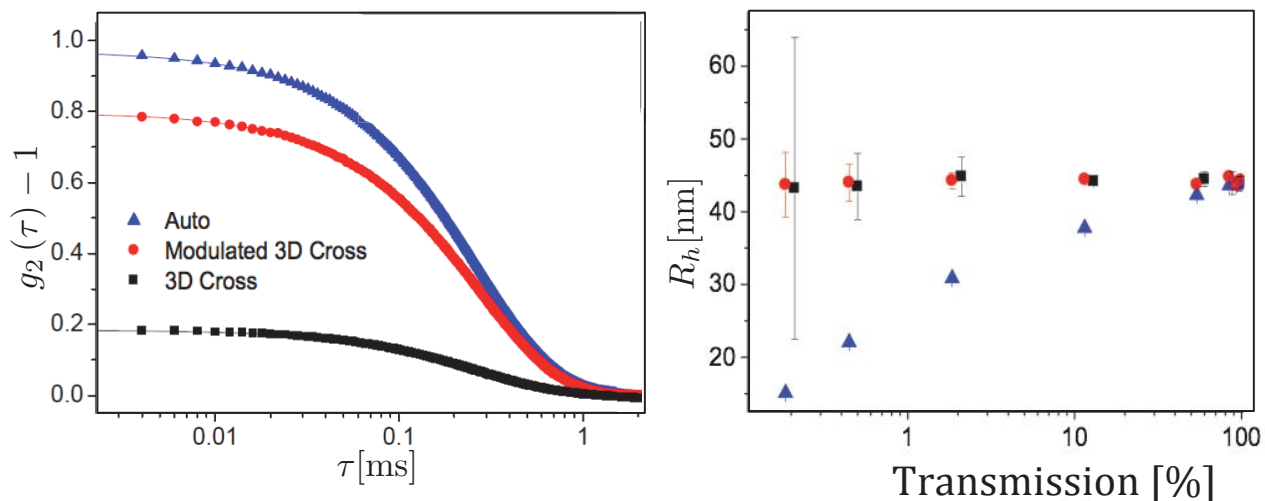 1.0
0.8
0.6
0.4
0.2
0.0
g₂(τ) − 1
Auto
Modulated 3D Cross
3D Cross
0.01
0.1
1
τ[ms]
60
50
40
30
20
R_h[nm]
1
10
100
Transmission [%]